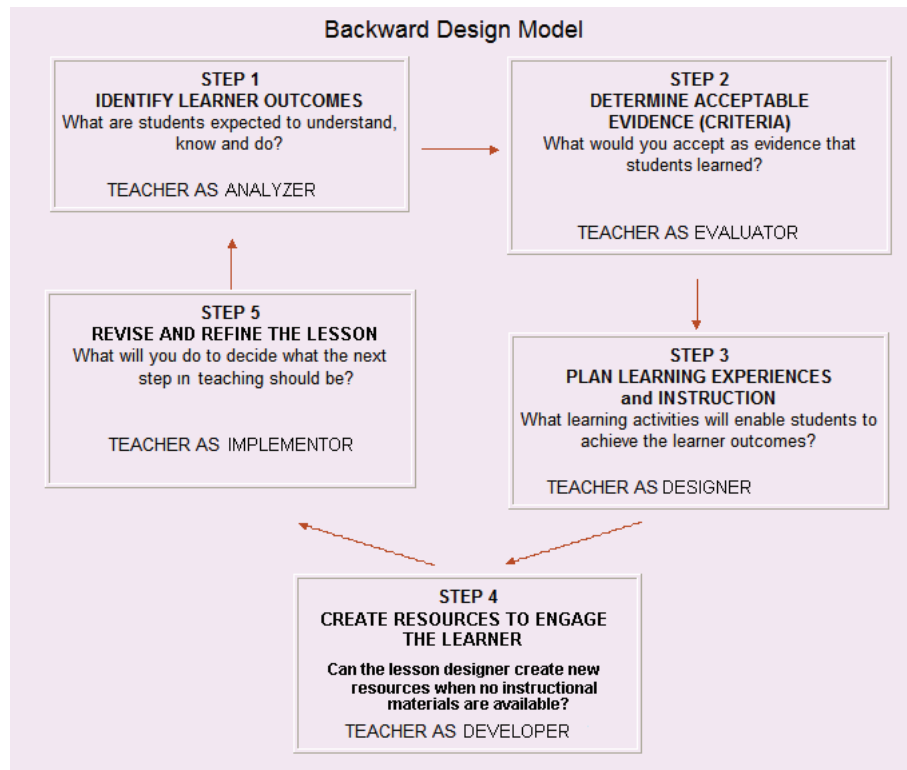 Backward Design Model
STEP 1
IDENTIFY LEARNER OUTCOMES
What are students expected to understand,
know and do?
TEACHER AS ANALYZER
STEP 2
DETERMINE ACCEPTABLE
EVIDENCE (CRITERIA)
What would you accept as evidence that
students learned?
TEACHER AS EVALUATOR
STEP 3
PLAN LEARNING EXPERIENCES
and INSTRUCTION
What learning activities will enable students to
achieve the learner outcomes?
TEACHER AS DESIGNER
STEP 4
CREATE RESOURCES TO ENGAGE
THE LEARNER
Can the lesson designer create new
resources when no instructional
materials are available?
TEACHER AS DEVELOPER
STEP 5
REVISE AND REFINE THE LESSON
What will you do to decide what the next
step in teaching should be?
TEACHER AS IMPLEMENTOR